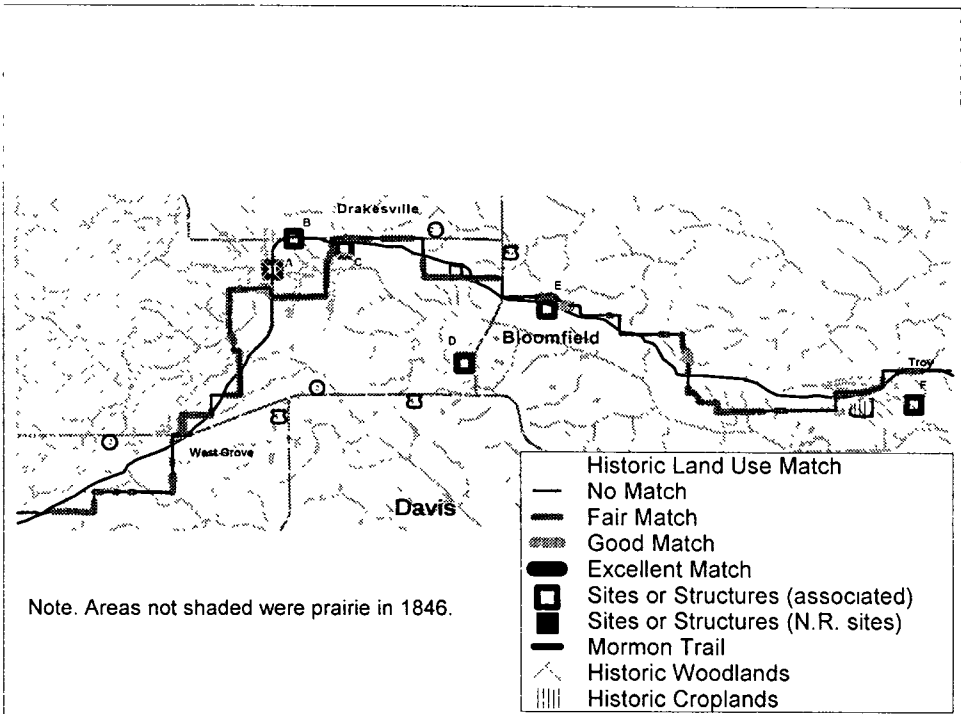 B
Drakesville
A
C
E
D
Bloomfield
Troy
F
West Grove
Davis
Historic Land Use Match
No Match
Fair Match
Good Match
Excellent Match
Sites or Structures (associated)
Sites or Structures (N.R. sites)
Mormon Trail
Historic Woodlands
Historic Croplands
Note. Areas not shaded were prairie in 1846.